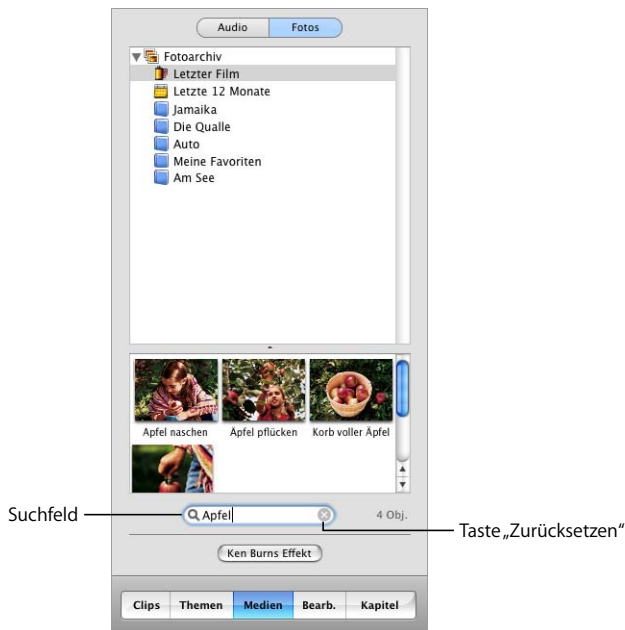 Audio Fotos
Fotoarchiv
Letzter Film
Letzte 12 Monate
Jamaika
Die Qualle
Auto
Meine Favoriten
Am See
Apfel naschen Äpfel pflücken Korb voller Äpfel
Suchfeld Apfel 4 Obj.
Taste „Zurücksetzen“
Ken Burns Effekt
Clips Themen Medien Bearb. Kapitel